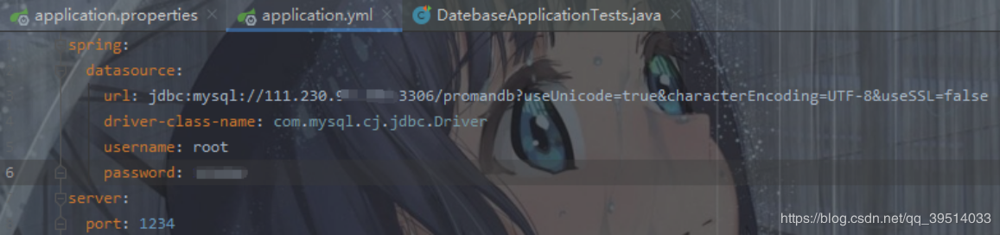 application.properties application.yml DatebaseApplicationTests.java
spring:
datasource:
url: jdbc:mysql://111.230.9 3306/promandb?useUnicode=true&characterEncoding=UTF-8&useSSL=false
driver-class-name: com.mysql.cj.jdbc.Driver
username: root
6 password:
server:
port: 1234
https://blog.csdn.net/qq_39514033